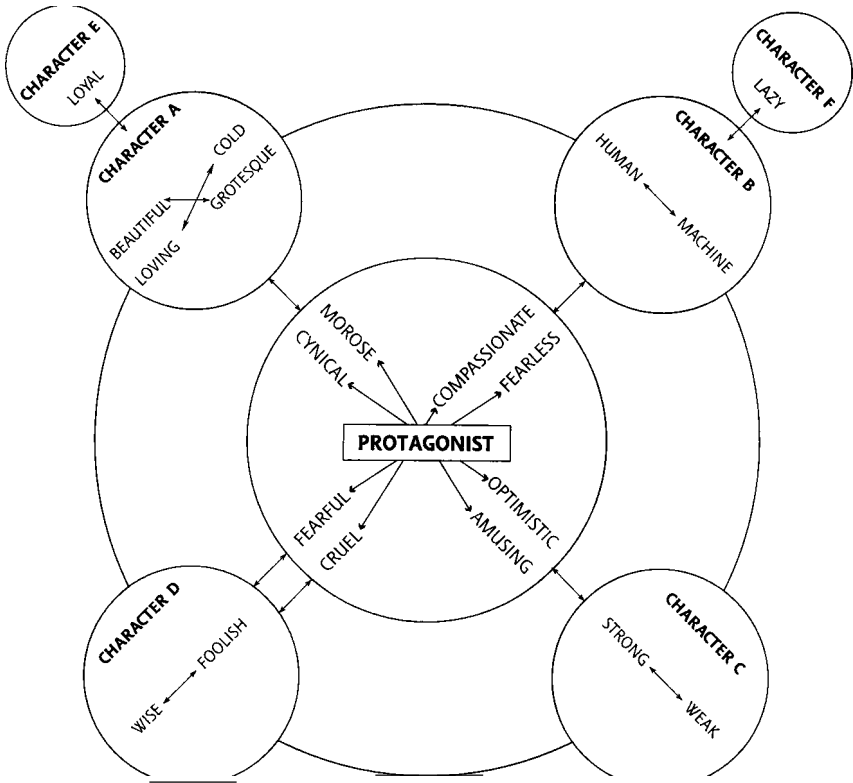 CHARACTER E
LOYAL
CHARACTER F
LAZY
CHARACTER A
COLD
GROTESQUE
BEAUTIFUL
LOVING
CHARACTER B
HUMAN
MACHINE
MOROSE
CYNICAL
COMPASSIONATE
FEARLESS
PROTAGONIST
FEARFUL
CRUEL
OPTIMISTIC
AMUSING
CHARACTER D
FOOLISH
WISE
CHARACTER C
STRONG
WEAK